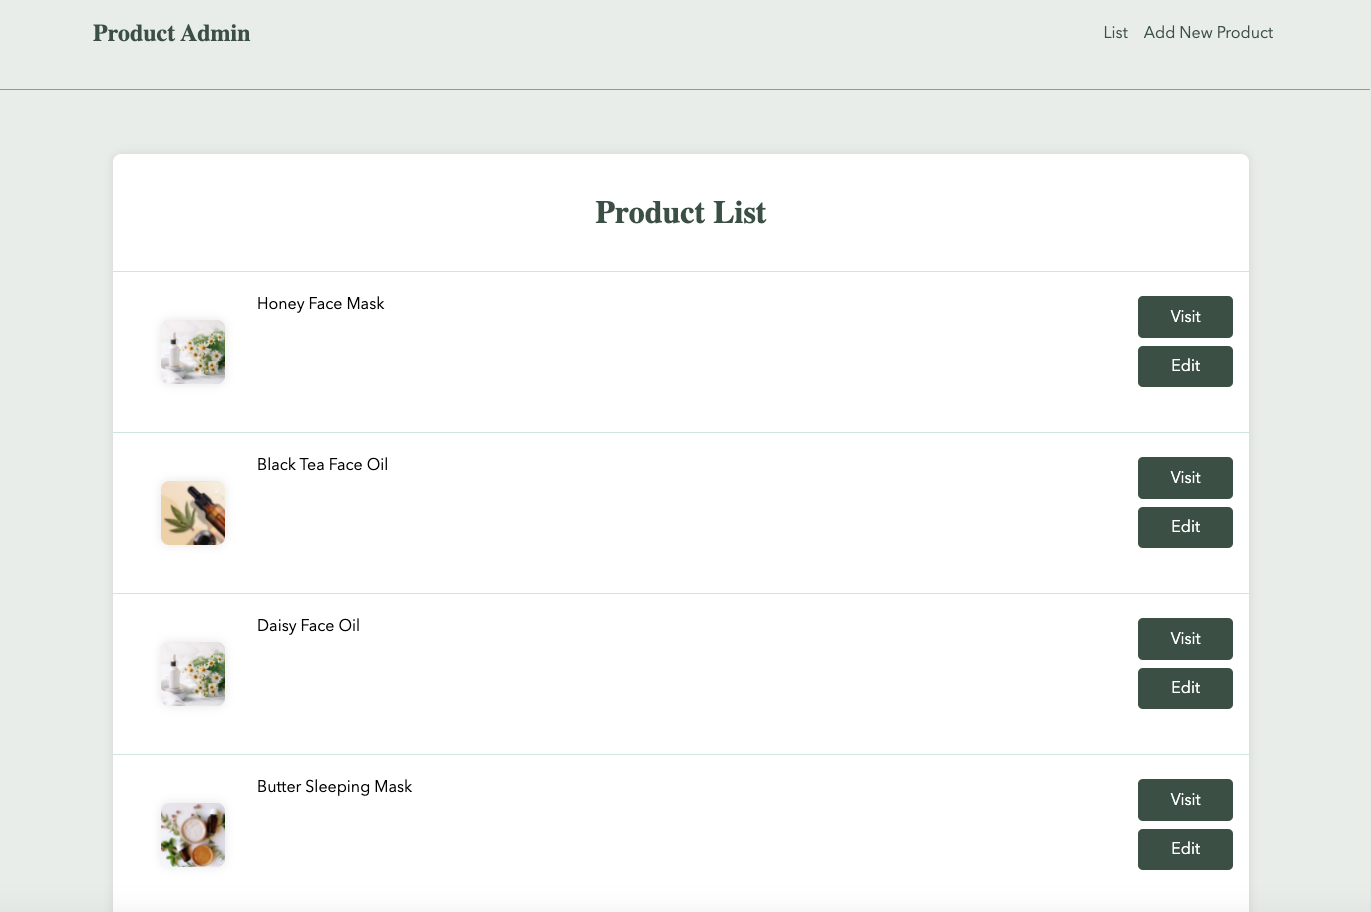 Product Admin
List
Add New Product
Product List
Honey Face Mask
Visit
Edit
Black Tea Face Oil
Visit
Edit
Daisy Face Oil
Visit
Edit
Butter Sleeping Mask
Visit
Edit